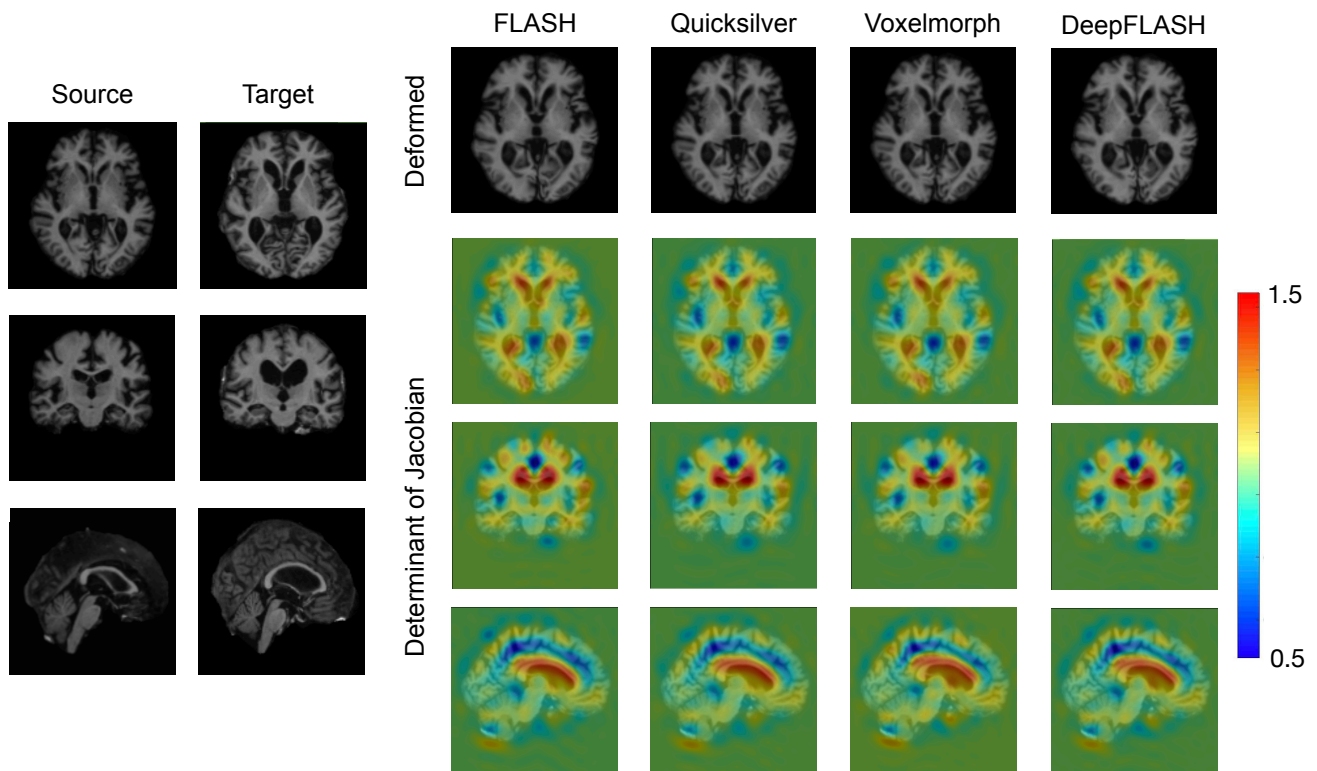 FLASH
Quicksilver
Voxelmorph
DeepFLASH
Source
Target
Deformed
Determinant of Jacobian
1.5
0.5